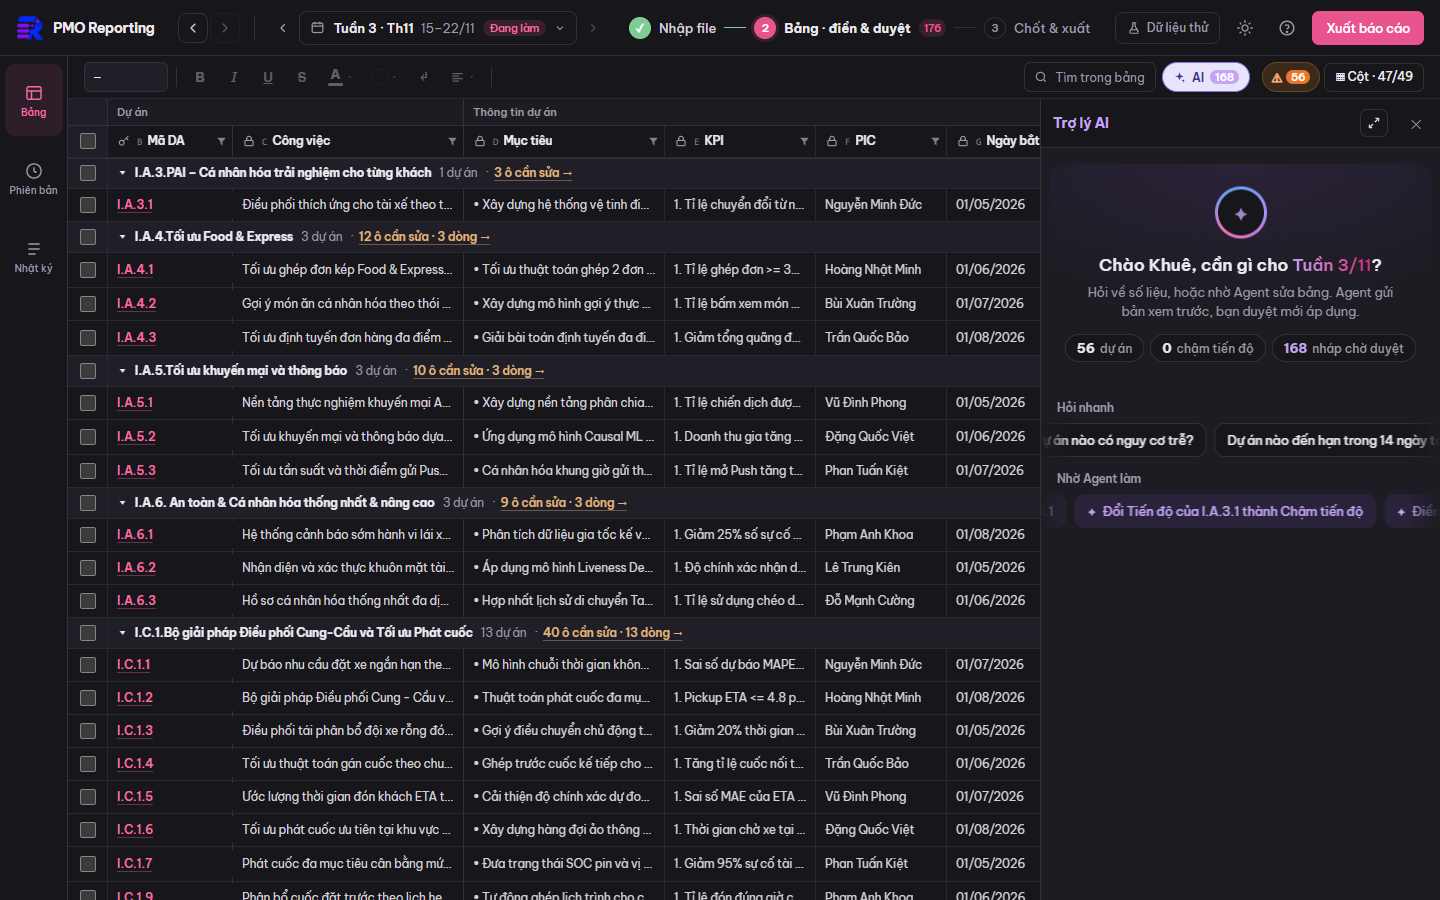 PMO Reporting
Tuần 3 · Th11 15–22/11 Đang làm
Nhập file
2 Bảng · điền & duyệt 176
3 Chốt & xuất
Dữ liệu thử
Xuất báo cáo
Bảng
Phiên bản
Nhật ký
–
B I U S A
Tìm trong bảng
AI 168
56
Cột · 47/49
Dự án
Thông tin dự án
B Mã DA
C Công việc
D Mục tiêu
E KPI
F PIC
G Ngày bắt
I.A.3.PAI – Cá nhân hóa trải nghiệm cho từng khách 1 dự án · 3 ô cần sửa →
I.A.3.1 Điều phối thích ứng cho tài xế theo t... • Xây dựng hệ thống vệ tinh đi... 1. Tỉ lệ chuyển đổi từ n... Nguyễn Minh Đức 01/05/2026
I.A.4.Tối ưu Food & Express 3 dự án · 12 ô cần sửa · 3 dòng →
I.A.4.1 Tối ưu ghép đơn kép Food & Express... • Tối ưu thuật toán ghép 2 đơn ... 1. Tỉ lệ ghép đơn >= 3... Hoàng Nhật Minh 01/06/2026
I.A.4.2 Gợi ý món ăn cá nhân hóa theo thói ... • Xây dựng mô hình gợi ý thực ... 1. Tỉ lệ bấm xem món ... Bùi Xuân Trường 01/07/2026
I.A.4.3 Tối ưu định tuyến đơn hàng đa điểm ... • Giải bài toán định tuyến đa đi... 1. Giảm tổng quãng đ... Trần Quốc Bảo 01/08/2026
I.A.5.Tối ưu khuyến mại và thông báo 3 dự án · 10 ô cần sửa · 3 dòng →
I.A.5.1 Nền tảng thực nghiệm khuyến mại A... • Xây dựng nền tảng phân chia... 1. Tỉ lệ chiến dịch đượ... Vũ Đình Phong 01/05/2026
I.A.5.2 Tối ưu khuyến mại và thông báo dựa... • Ứng dụng mô hình Causal ML ... 1. Doanh thu gia tăng ... Đặng Quốc Việt 01/06/2026
I.A.5.3 Tối ưu tần suất và thời điểm gửi Pus... • Cá nhân hóa khung giờ gửi th... 1. Tỉ lệ mở Push tăng t... Phan Tuấn Kiệt 01/07/2026
I.A.6. An toàn & Cá nhân hóa thống nhất & nâng cao 3 dự án · 9 ô cần sửa · 3 dòng →
I.A.6.1 Hệ thống cảnh báo sớm hành vi lái x... • Phân tích dữ liệu gia tốc kế v... 1. Giảm 25% số sự cố ... Phạm Anh Khoa 01/08/2026
I.A.6.2 Nhận diện và xác thực khuôn mặt tài... • Áp dụng mô hình Liveness De... 1. Độ chính xác nhận d... Lê Trung Kiên 01/05/2026
I.A.6.3 Hồ sơ cá nhân hóa thống nhất đa dị... • Hợp nhất lịch sử di chuyển Ta... 1. Tỉ lệ sử dụng chéo d... Đỗ Mạnh Cường 01/06/2026
I.C.1.Bộ giải pháp Điều phối Cung-Cầu và Tối ưu Phát cuốc 13 dự án · 40 ô cần sửa · 13 dòng →
I.C.1.1 Dự báo nhu cầu đặt xe ngắn hạn the... • Mô hình chuỗi thời gian khôn... 1. Sai số dự báo MAPE... Nguyễn Minh Đức 01/07/2026
I.C.1.2 Bộ giải pháp Điều phối Cung - Cầu v... • Thuật toán phát cuốc đa mụ... 1. Pickup ETA <= 4.8 p... Hoàng Nhật Minh 01/08/2026
I.C.1.3 Điều phối tái phân bổ đội xe rỗng đó... • Gợi ý điều chuyển chủ động t... 1. Giảm 20% thời gian ... Bùi Xuân Trường 01/05/2026
I.C.1.4 Tối ưu thuật toán gán cuốc theo chu... • Ghép trước cuốc kế tiếp cho ... 1. Tăng tỉ lệ cuốc nối t... Trần Quốc Bảo 01/06/2026
I.C.1.5 Ước lượng thời gian đón khách ETA t... • Cải thiện độ chính xác dự đo... 1. Sai số MAE của ETA ... Vũ Đình Phong 01/07/2026
I.C.1.6 Tối ưu phát cuốc ưu tiên tại khu vực ... • Xây dựng hàng đợi ảo thông ... 1. Thời gian chờ xe tại ... Đặng Quốc Việt 01/08/2026
I.C.1.7 Phát cuốc đa mục tiêu cân bằng mứ... • Đưa trạng thái SOC pin và vị ... 1. Giảm 95% sự cố tài ... Phan Tuấn Kiệt 01/05/2026
I.C.1.9 Phân bổ cuốc đặt trước theo lịch he... • Tự động ghép lịch trình cho c... 1. Tỉ lệ đón đúng giờ c... Phạm Anh Khoa 01/06/2026
Trợ lý AI
Chào Khuê, cần gì cho Tuần 3/11?
Hỏi về số liệu, hoặc nhờ Agent sửa bảng. Agent gửi
bản xem trước, bạn duyệt mới áp dụng.
56 dự án
0 chậm tiến độ
168 nháp chờ duyệt
Hỏi nhanh
án nào có nguy cơ trễ?
Dự án nào đến hạn trong 14 ngày
Nhờ Agent làm
Đổi Tiến độ của I.A.3.1 thành Chậm tiến độ